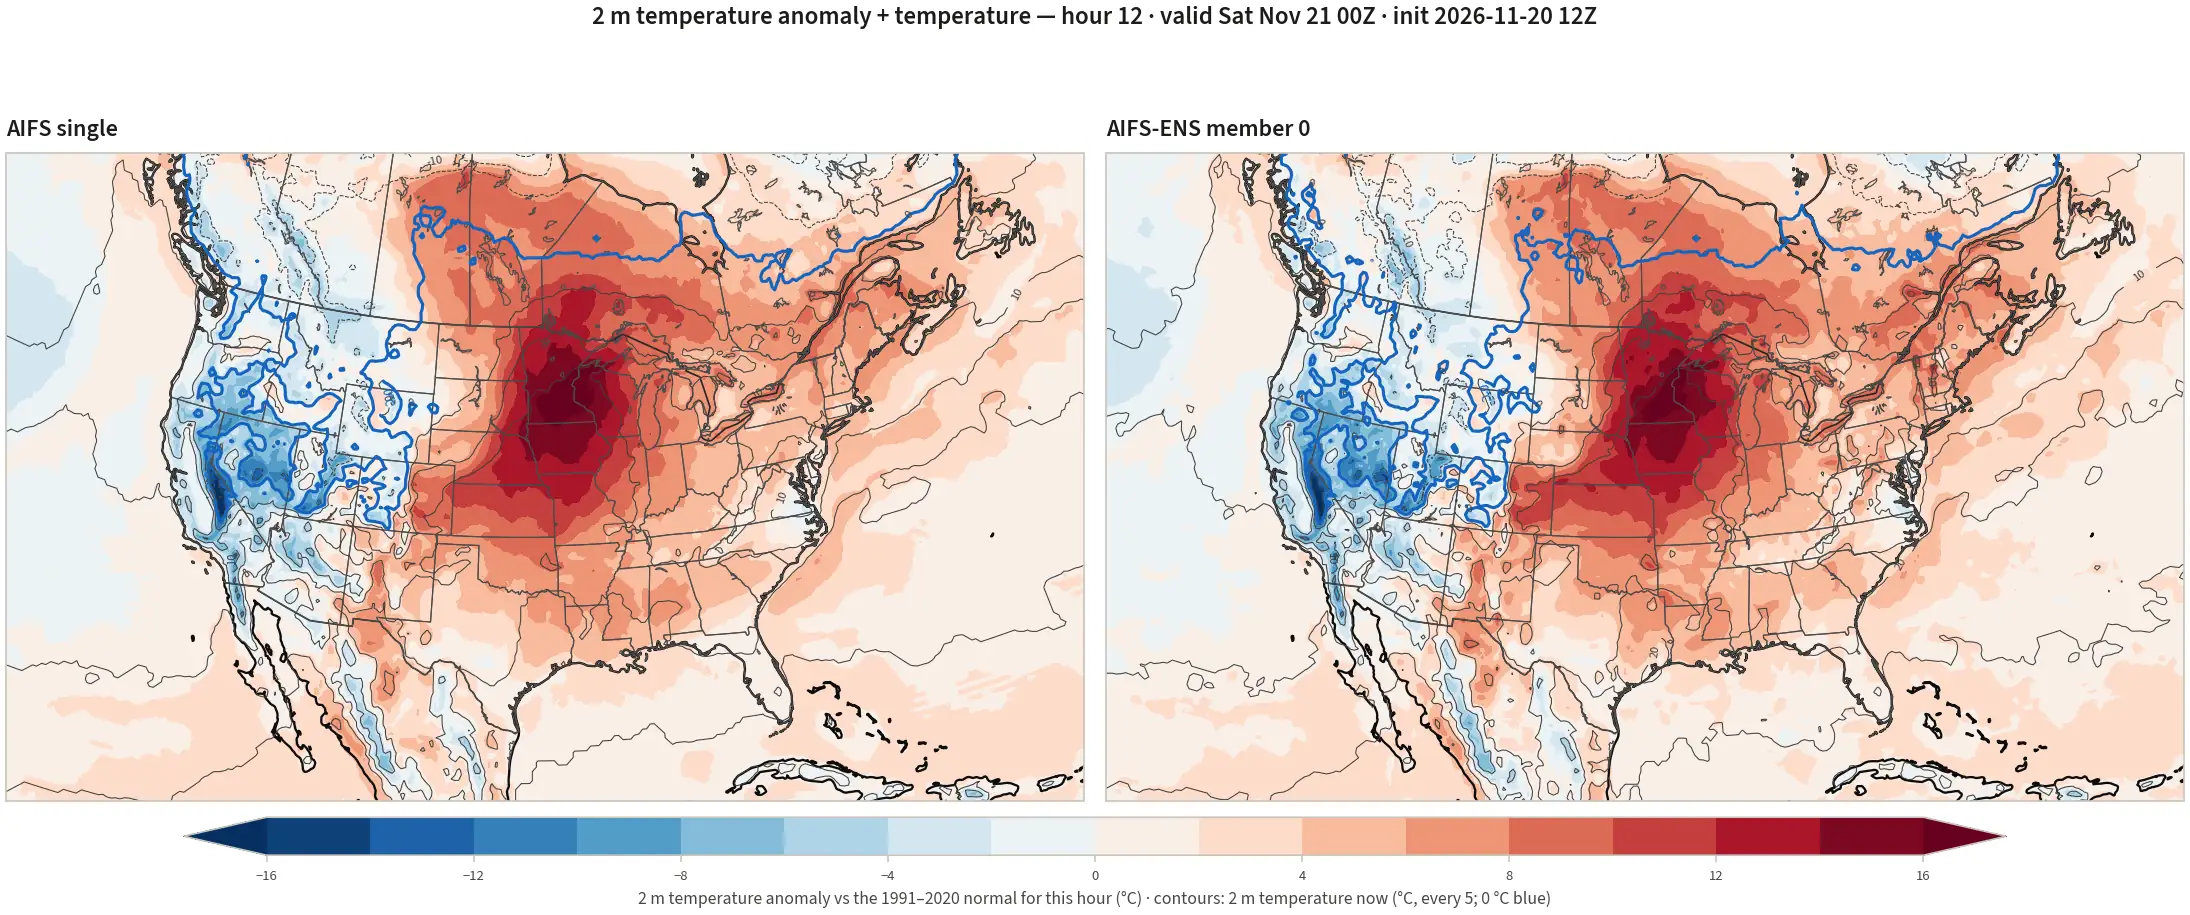 2 m temperature anomaly + temperature — hour 12 · valid Sat Nov 21 00Z · init 2026-11-20 12Z
AIFS single
AIFS-ENS member 0
−16 −12 −8 −4 0 4 8 12 16
2 m temperature anomaly vs the 1991–2020 normal for this hour (°C) · contours: 2 m temperature now (°C, every 5; 0 °C blue)